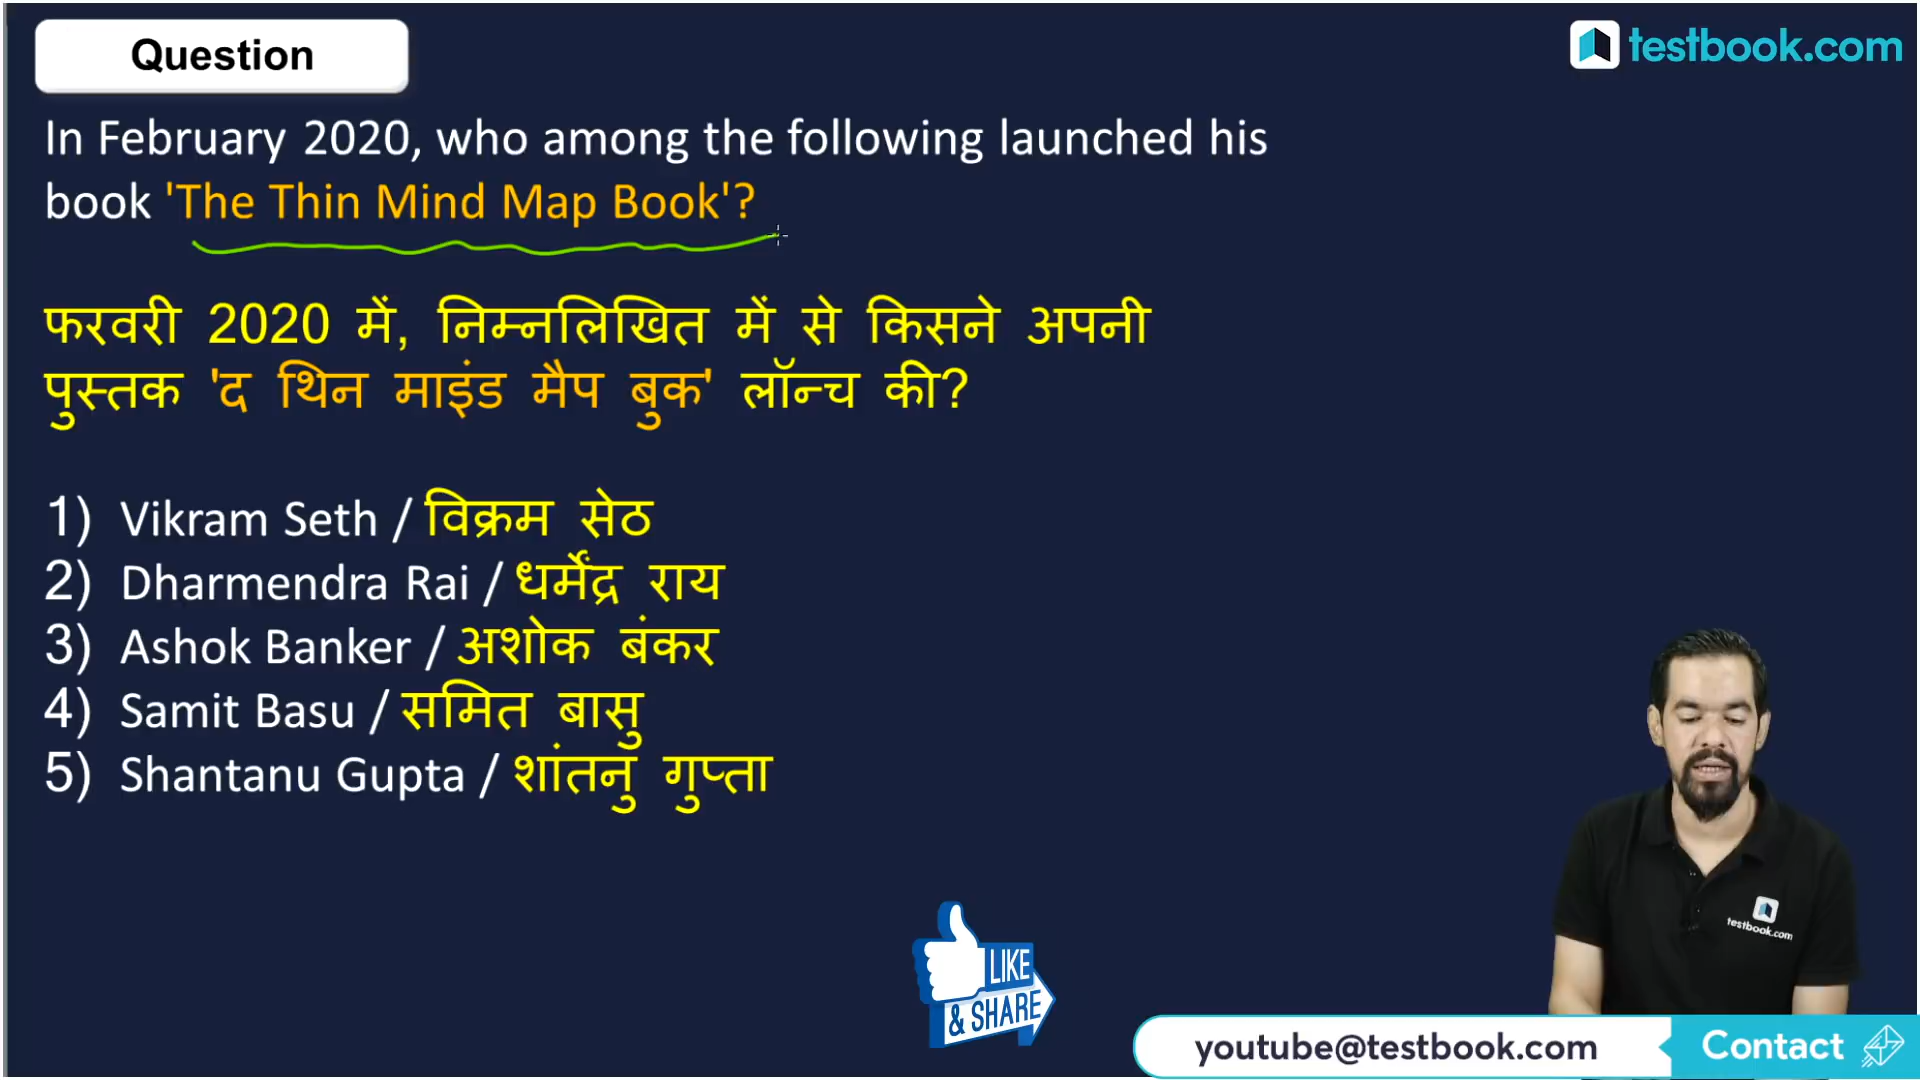 Question
testbook.com
In February 2020, who among the following launched his
book 'The Thin Mind Map Book'?
फरवरी 2020 में, निम्नलिखित में से किसने अपनी
पुस्तक 'द थिन माइंड मैप बुक' लॉन्च की?
1) Vikram Seth / विक्रम सेठ
2) Dharmendra Rai / धर्मेंद्र राय
3) Ashok Banker / अशोक बंकर
4) Samit Basu / समित बासु
5) Shantanu Gupta / शांतनु गुप्ता
testbook.com
LIKE
& SHARE
youtube@testbook.com
Contact